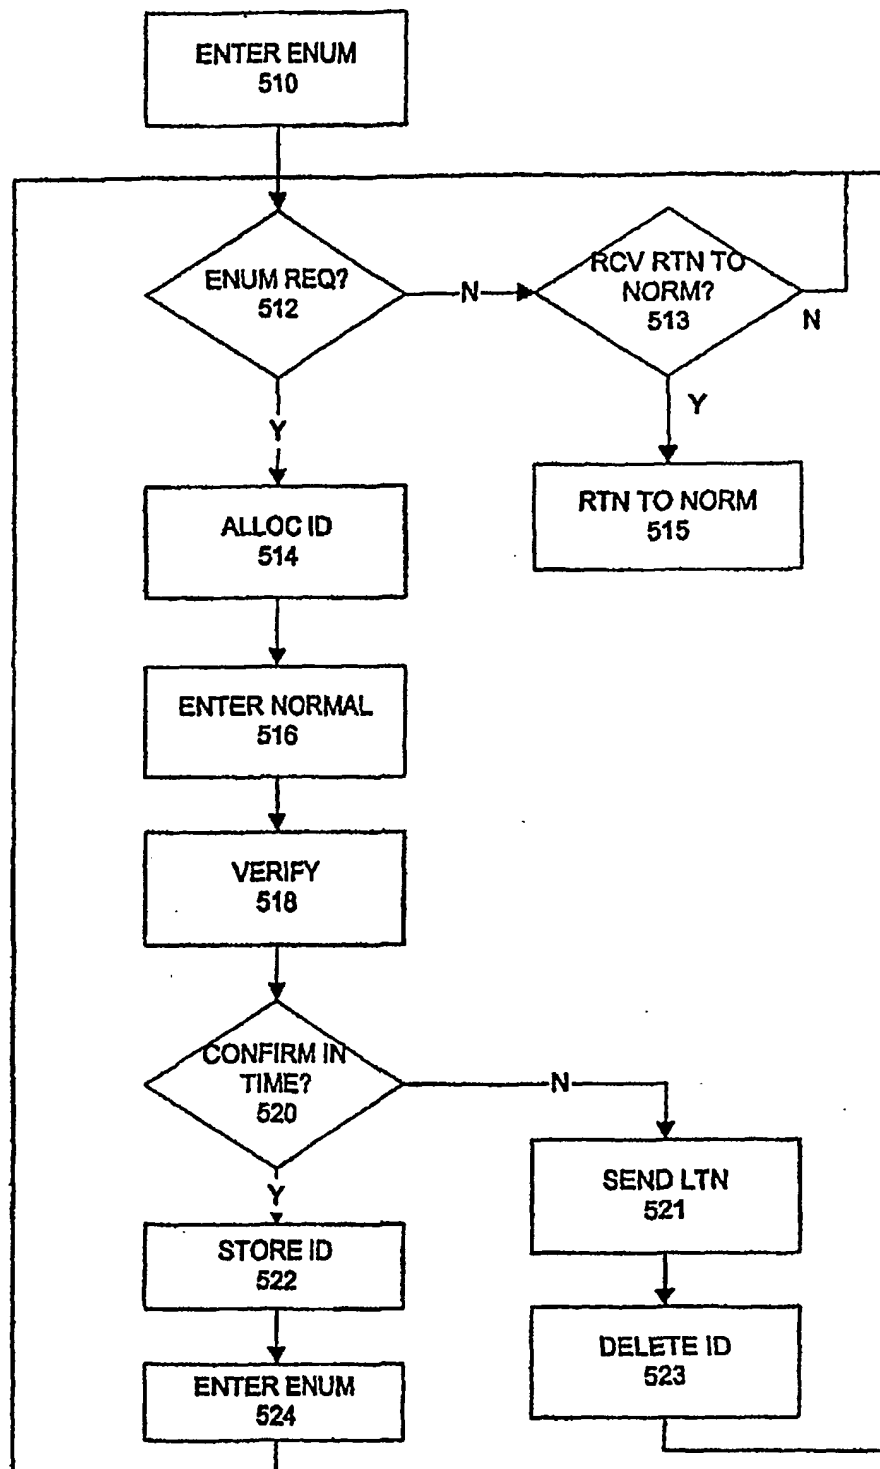 ENTER ENUM
510
ENUM REQ?
512
N
RCV RTN TO
NORM?
513
N
Y
Y
RTN TO NORM
515
ALLOC ID
514
ENTER NORMAL
516
VERIFY
518
CONFIRM IN
TIME?
520
N
Y
SEND LTN
521
STORE ID
522
DELETE ID
523
ENTER ENUM
524